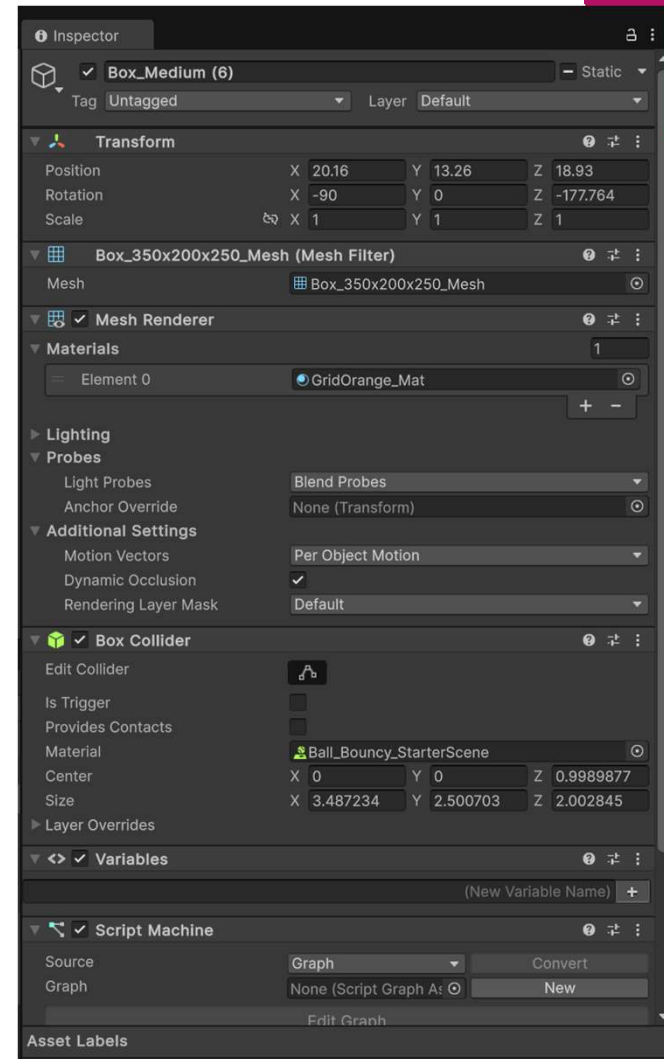 Inspector
Box_Medium (6) Static
Tag Untagged Layer Default
Transform
Position X 20.16 Y 13.26 Z 18.93
Rotation X -90 Y 0 Z -177.764
Scale X 1 Y 1 Z 1
Box_350x200x250_Mesh (Mesh Filter)
Mesh Box_350x200x250_Mesh
Mesh Renderer
Materials 1
Element 0 GridOrange_Mat
Lighting
Probes
Light Probes Blend Probes
Anchor Override None (Transform)
Additional Settings
Motion Vectors Per Object Motion
Dynamic Occlusion
Rendering Layer Mask Default
Box Collider
Edit Collider
Is Trigger
Provides Contacts
Material Ball_Bouncy_StarterScene
Center X 0 Y 0 Z 0.9989877
Size X 3.487234 Y 2.500703 Z 2.002845
Layer Overrides
Variables
(New Variable Name) +
Script Machine
Source Graph Convert
Graph None (Script Graph As New
Edit Graph
Asset Labels